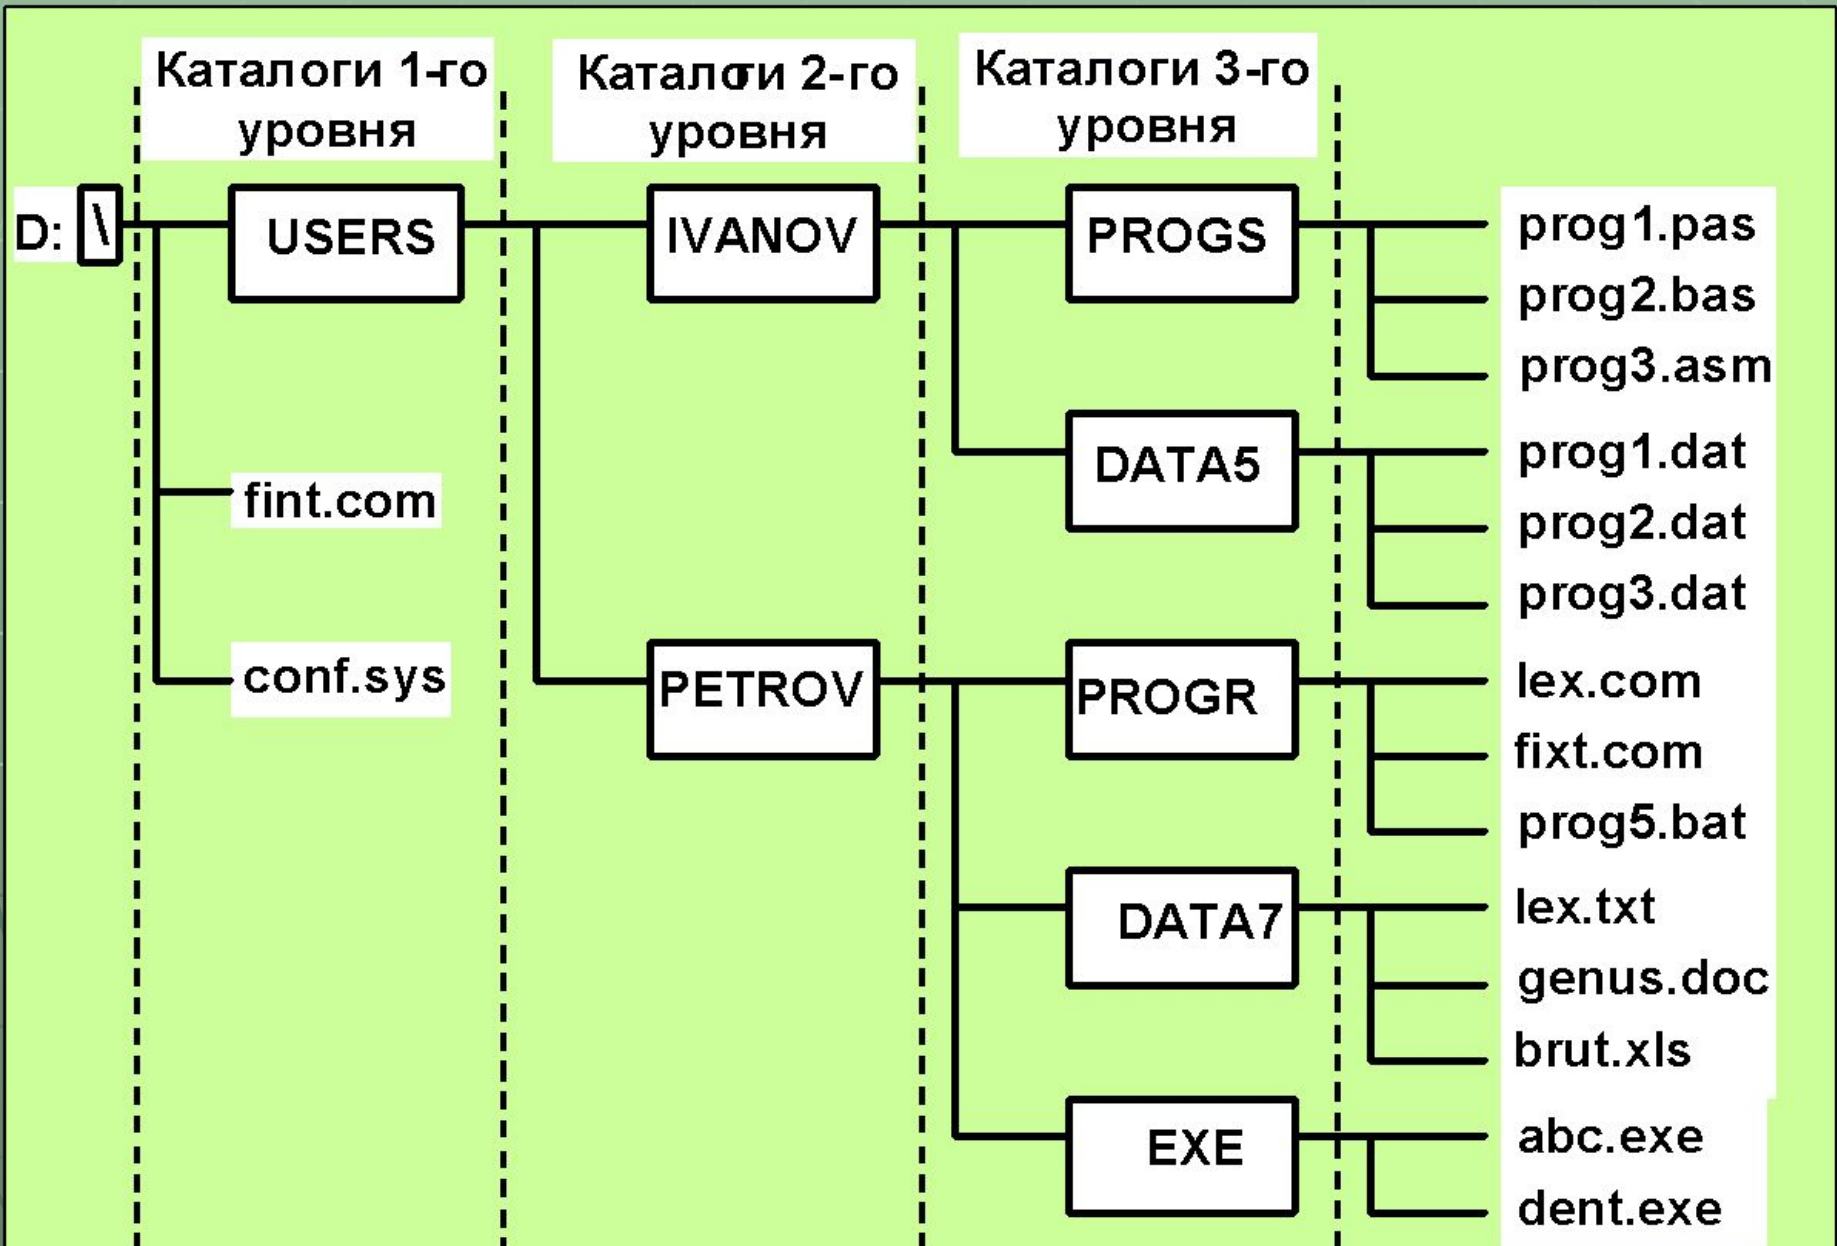 Каталоги 1-го
уровня
Каталоги 2-го
уровня
Каталоги 3-го
уровня
D: \
USERS
IVANOV
PROGS
prog1.pas
prog2.bas
prog3.asm
DATA5
prog1.dat
prog2.dat
prog3.dat
fint.com
conf.sys
PETROV
PROGR
lex.com
fixt.com
prog5.bat
DATA7
lex.txt
genus.doc
brut.xls
EXE
abc.exe
dent.exe